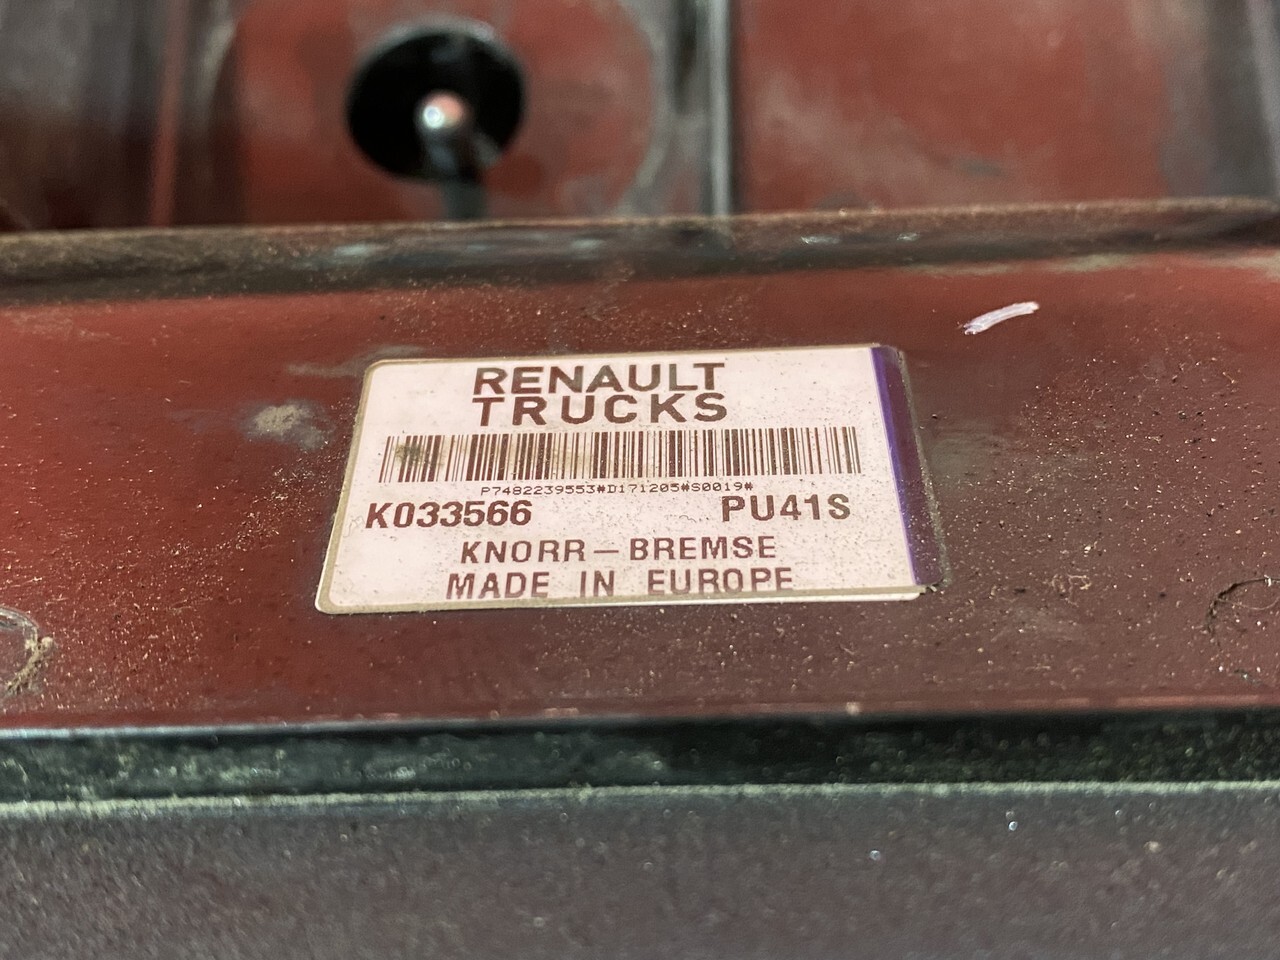 RENAULT
TRUCKS
P7482239553#D171205#S0019#
K033566 PU41S
KNORR-BREMSE
MADE IN EUROPE